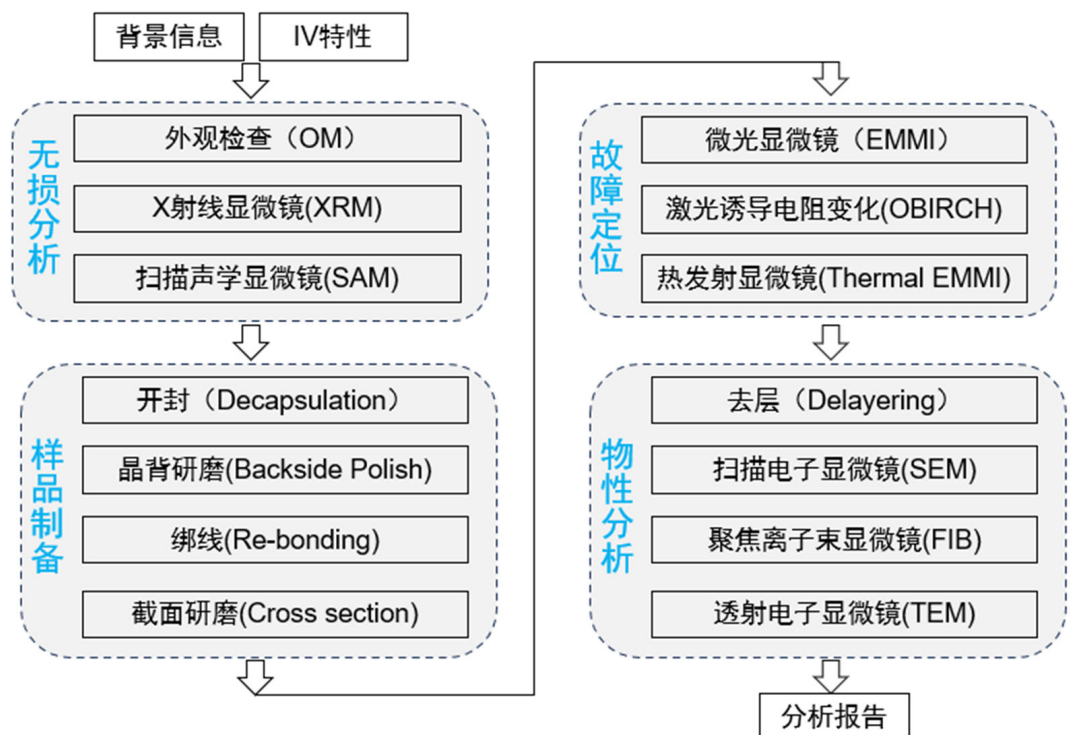 背景信息
IV特性
无损分析
外观检查（OM）
X射线显微镜(XRM)
扫描声学显微镜(SAM)
样品制备
开封（Decapsulation）
晶背研磨(Backside Polish)
绑线(Re-bonding)
截面研磨(Cross section)
故障定位
微光显微镜（EMMI）
激光诱导电阻变化(OBIRCH)
热发射显微镜(Thermal EMMI)
物性分析
去层（Delayering）
扫描电子显微镜(SEM)
聚焦离子束显微镜(FIB)
透射电子显微镜(TEM)
分析报告